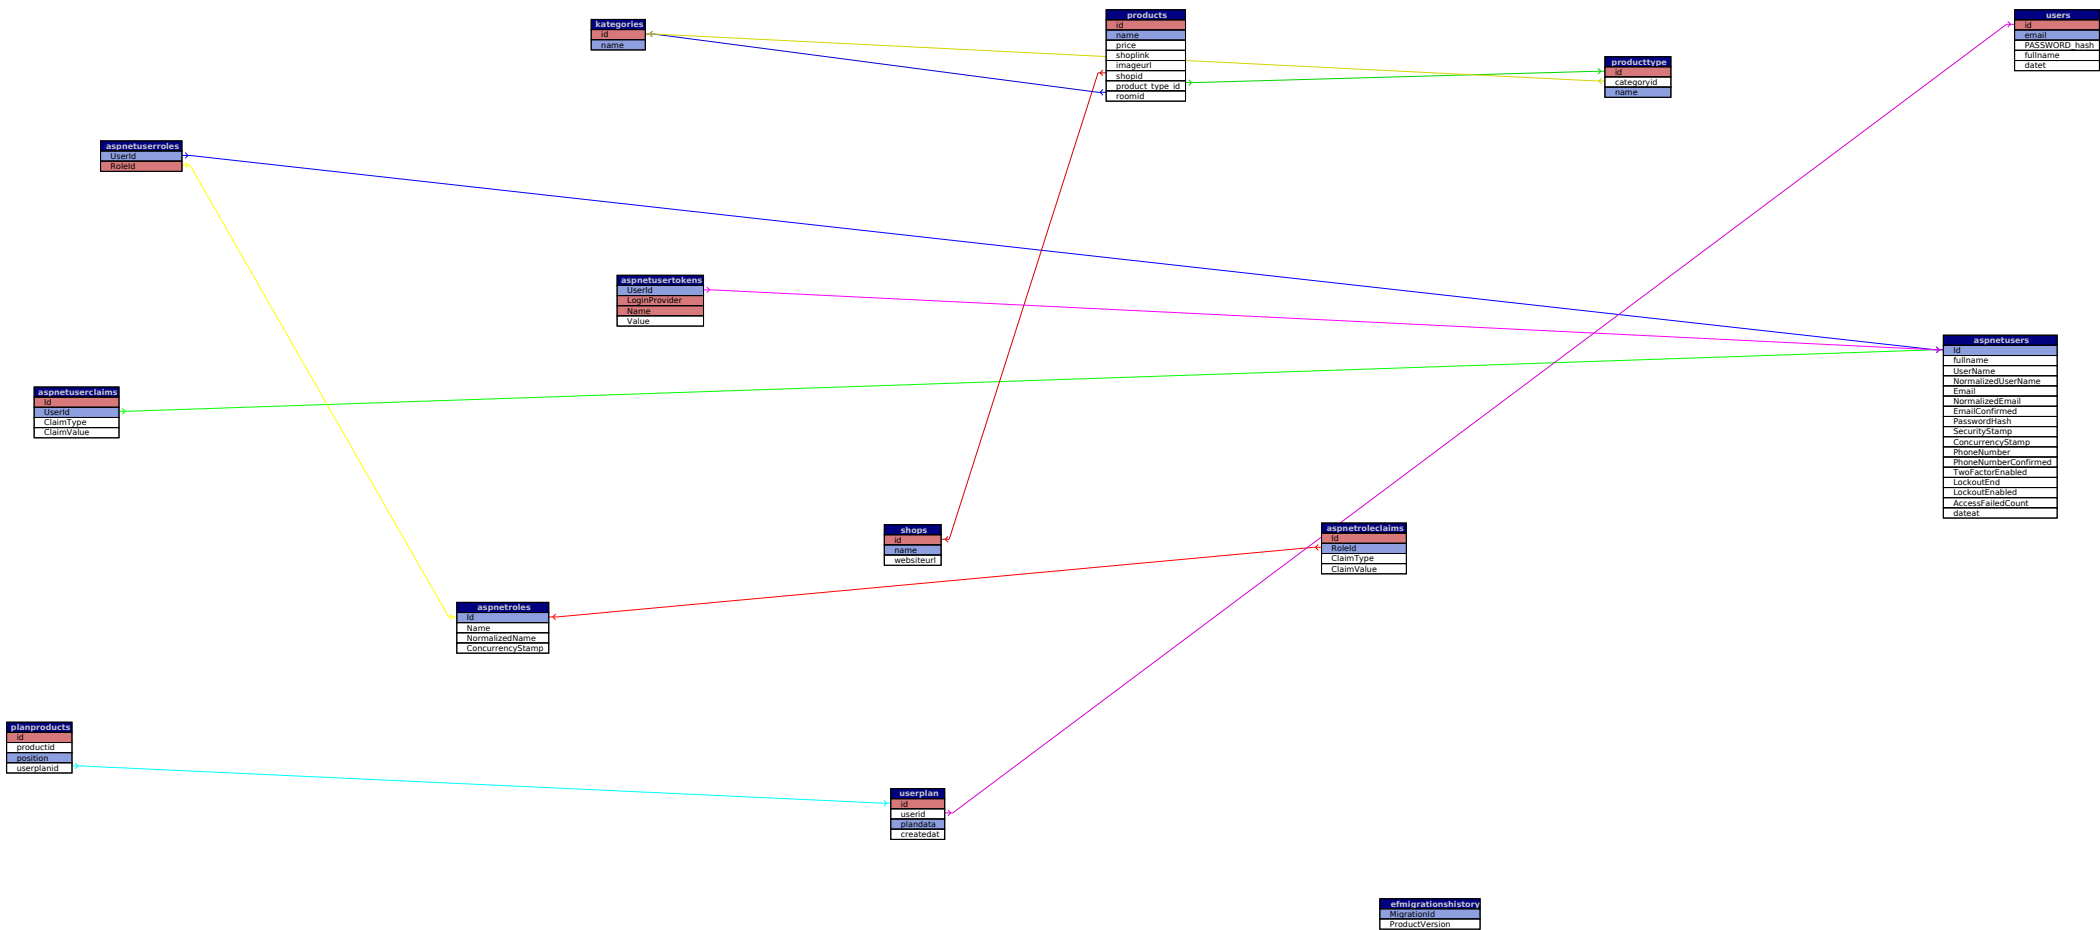 kategories
id
name
products
id
name
price
shoplink
imageurl
shopid
product_type_id
roomid
users
id
email
PASSWORD_hash
fullname
datet
producttype
id
categoryid
name
aspnetuserroles
UserId
RoleId
aspnetusertokens
UserId
LoginProvider
Name
Value
aspnetusers
Id
fullname
UserName
NormalizedUserName
Email
NormalizedEmail
EmailConfirmed
PasswordHash
SecurityStamp
ConcurrencyStamp
PhoneNumber
PhoneNumberConfirmed
TwoFactorEnabled
LockoutEnd
LockoutEnabled
AccessFailedCount
dateat
aspnetuserclaims
Id
UserId
ClaimType
ClaimValue
shops
id
name
websiteurl
aspnetroleclaims
Id
RoleId
ClaimType
ClaimValue
aspnetroles
Id
Name
NormalizedName
ConcurrencyStamp
planproducts
id
productid
position
userplanid
userplan
id
userid
plandata
createdat
efmigrationshistory
MigrationId
ProductVersion